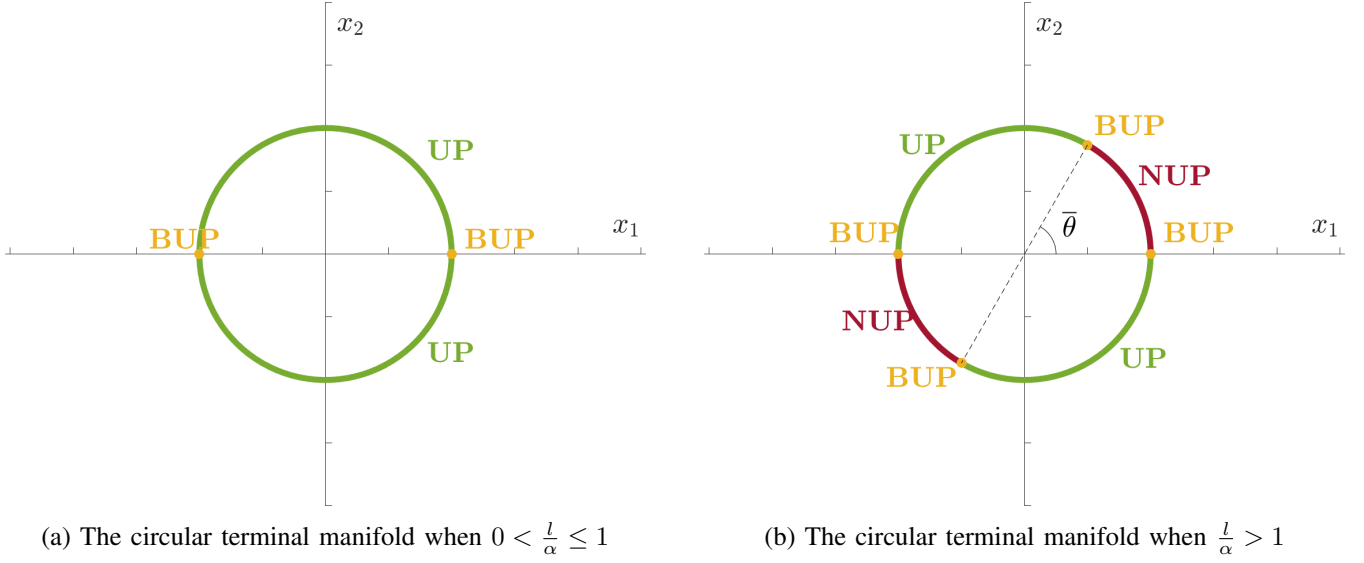 x₂
UP
BUP
BUP
x₁
UP
x₂
BUP
UP
NUP
θ̅
BUP
BUP
x₁
NUP
UP
BUP
(a) The circular terminal manifold when 0 < l/α ≤ 1
(b) The circular terminal manifold when l/α > 1